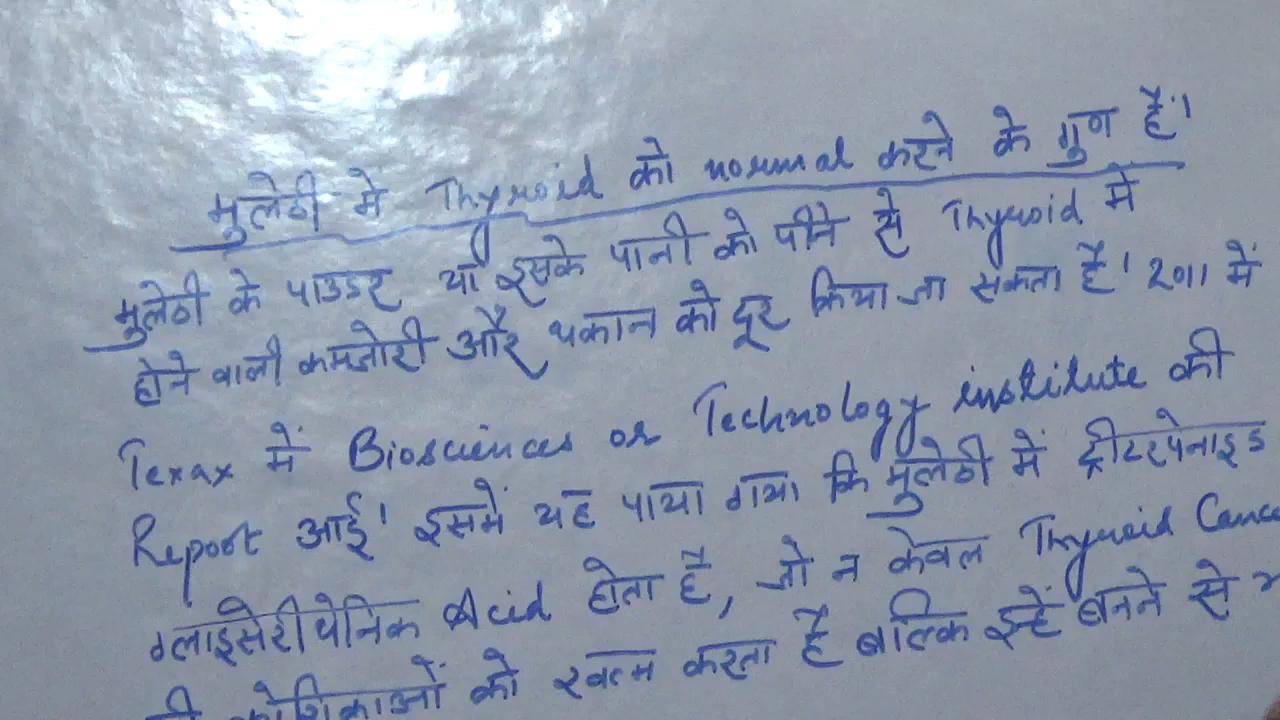 मुलेठी में Thyroid को normal करने के गुण हैं।
मुलेठी के पाउडर या इसके पानी को पीने से Thyroid में
होने वाली कमजोरी और थकान को दूर किया जा सकता है। 2011 में
Texax में Biosciences or Technology institute की
Report आई। इसमें यह पाया गया कि मुलेठी में ट्रीटरपेनाइड
ग्लाइसेरीथेनिक Acid होता है, जो न केवल Thyroid Cance
की कोशिकाओं को खत्म करता है बल्कि इन्हें बनने से